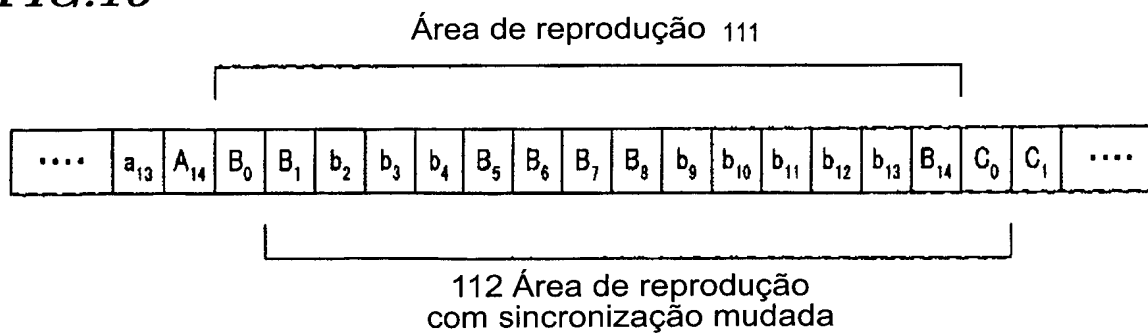 Área de reprodução 111
.... a13 A14 B0 B1 b2 b3 b4 B5 B6 B7 B8 b9 b10 b11 b12 b13 B14 C0 C1 ....
112 Área de reprodução
com sincronização mudada